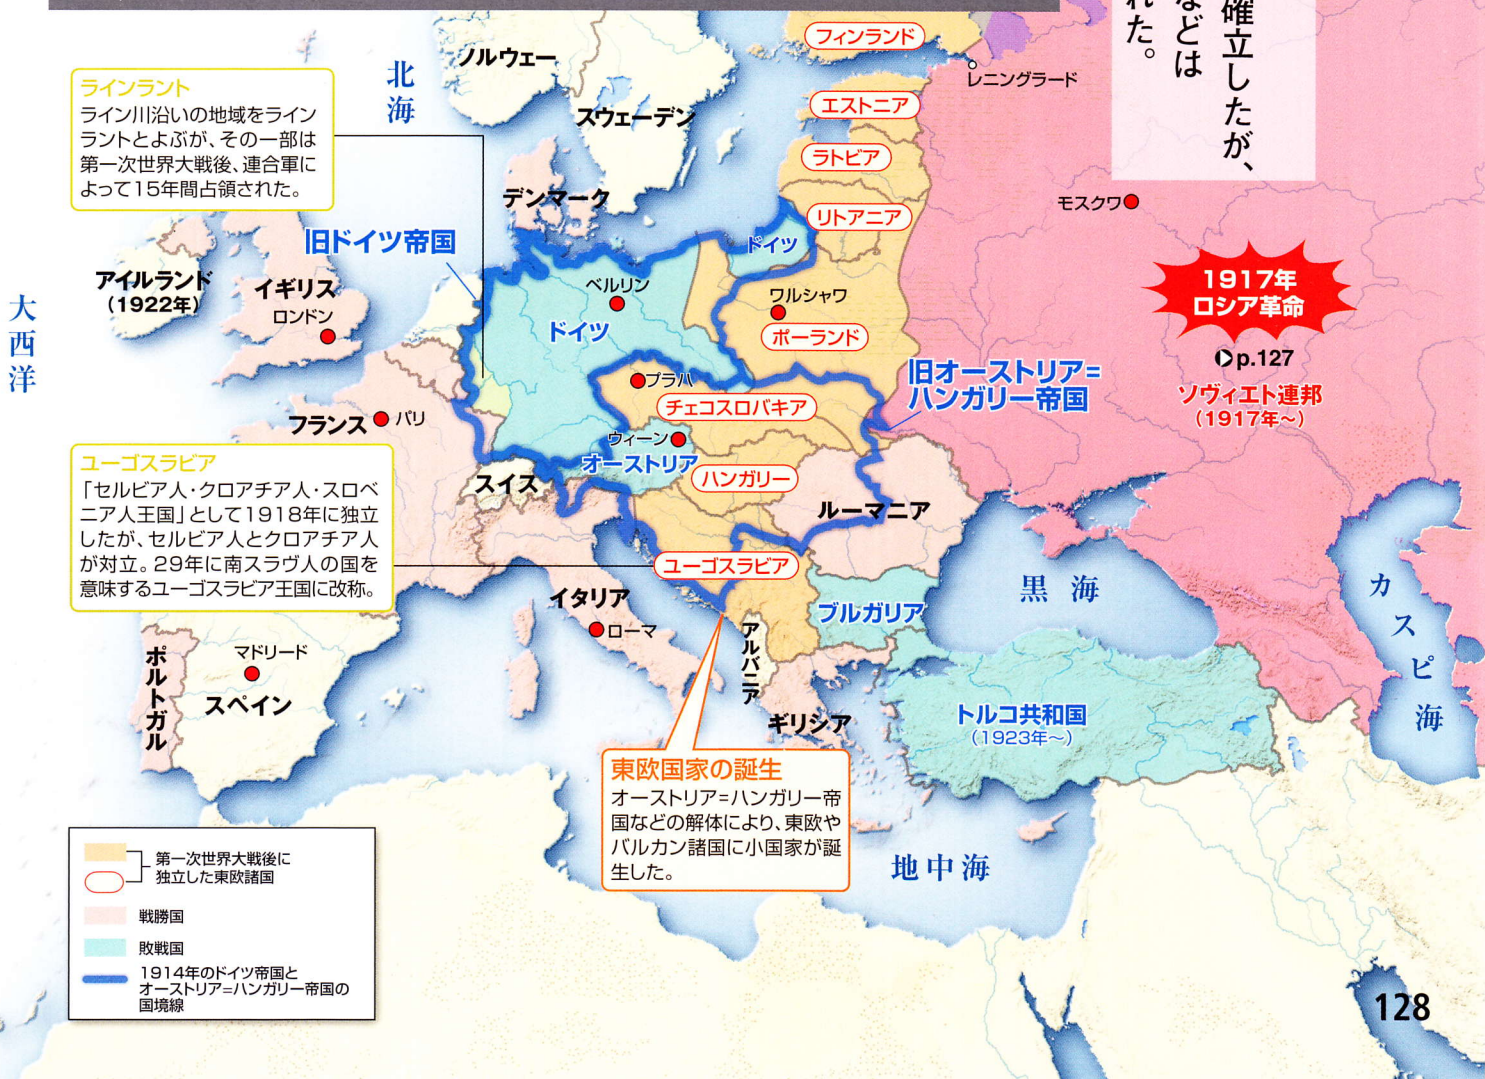 確立したが、
などは
れた。
フィンランド
ノルウェー
北海
レニングラード
ラインラント
ライン川沿いの地域をライン
ラントとよぶが、その一部は
第一次世界大戦後、連合軍に
よって15年間占領された。
エストニア
スウェーデン
ラトビア
デンマーク
モスクワ
リトアニア
旧ドイツ帝国
ドイツ
アイルランド
(1922年)
イギリス
ロンドン
ベルリン
ワルシャワ
1917年
ロシア革命
大西洋
ドイツ
ポーランド
p.127
旧オーストリア=
ハンガリー帝国
ソヴィエト連邦
(1917年~)
プラハ
チェコスロバキア
フランス
パリ
ウィーン
オーストリア
ユーゴスラビア
「セルビア人・クロアチア人・スロベ
ニア人王国」として1918年に独立
したが、セルビア人とクロアチア人
が対立。29年に南スラヴ人の国を
意味するユーゴスラビア王国に改称。
スイス
ハンガリー
ルーマニア
ユーゴスラビア
黒海
カスピ海
イタリア
ローマ
ブルガリア
アルバニア
マドリード
スペイン
ポルトガル
ギリシア
トルコ共和国
(1923年~)
東欧国家の誕生
オーストリア=ハンガリー帝
国などの解体により、東欧や
バルカン諸国に小国家が誕
生した。
地中海
第一次世界大戦後に
独立した東欧諸国
戦勝国
敗戦国
1914年のドイツ帝国と
オーストリア=ハンガリー帝国の
国境線
128